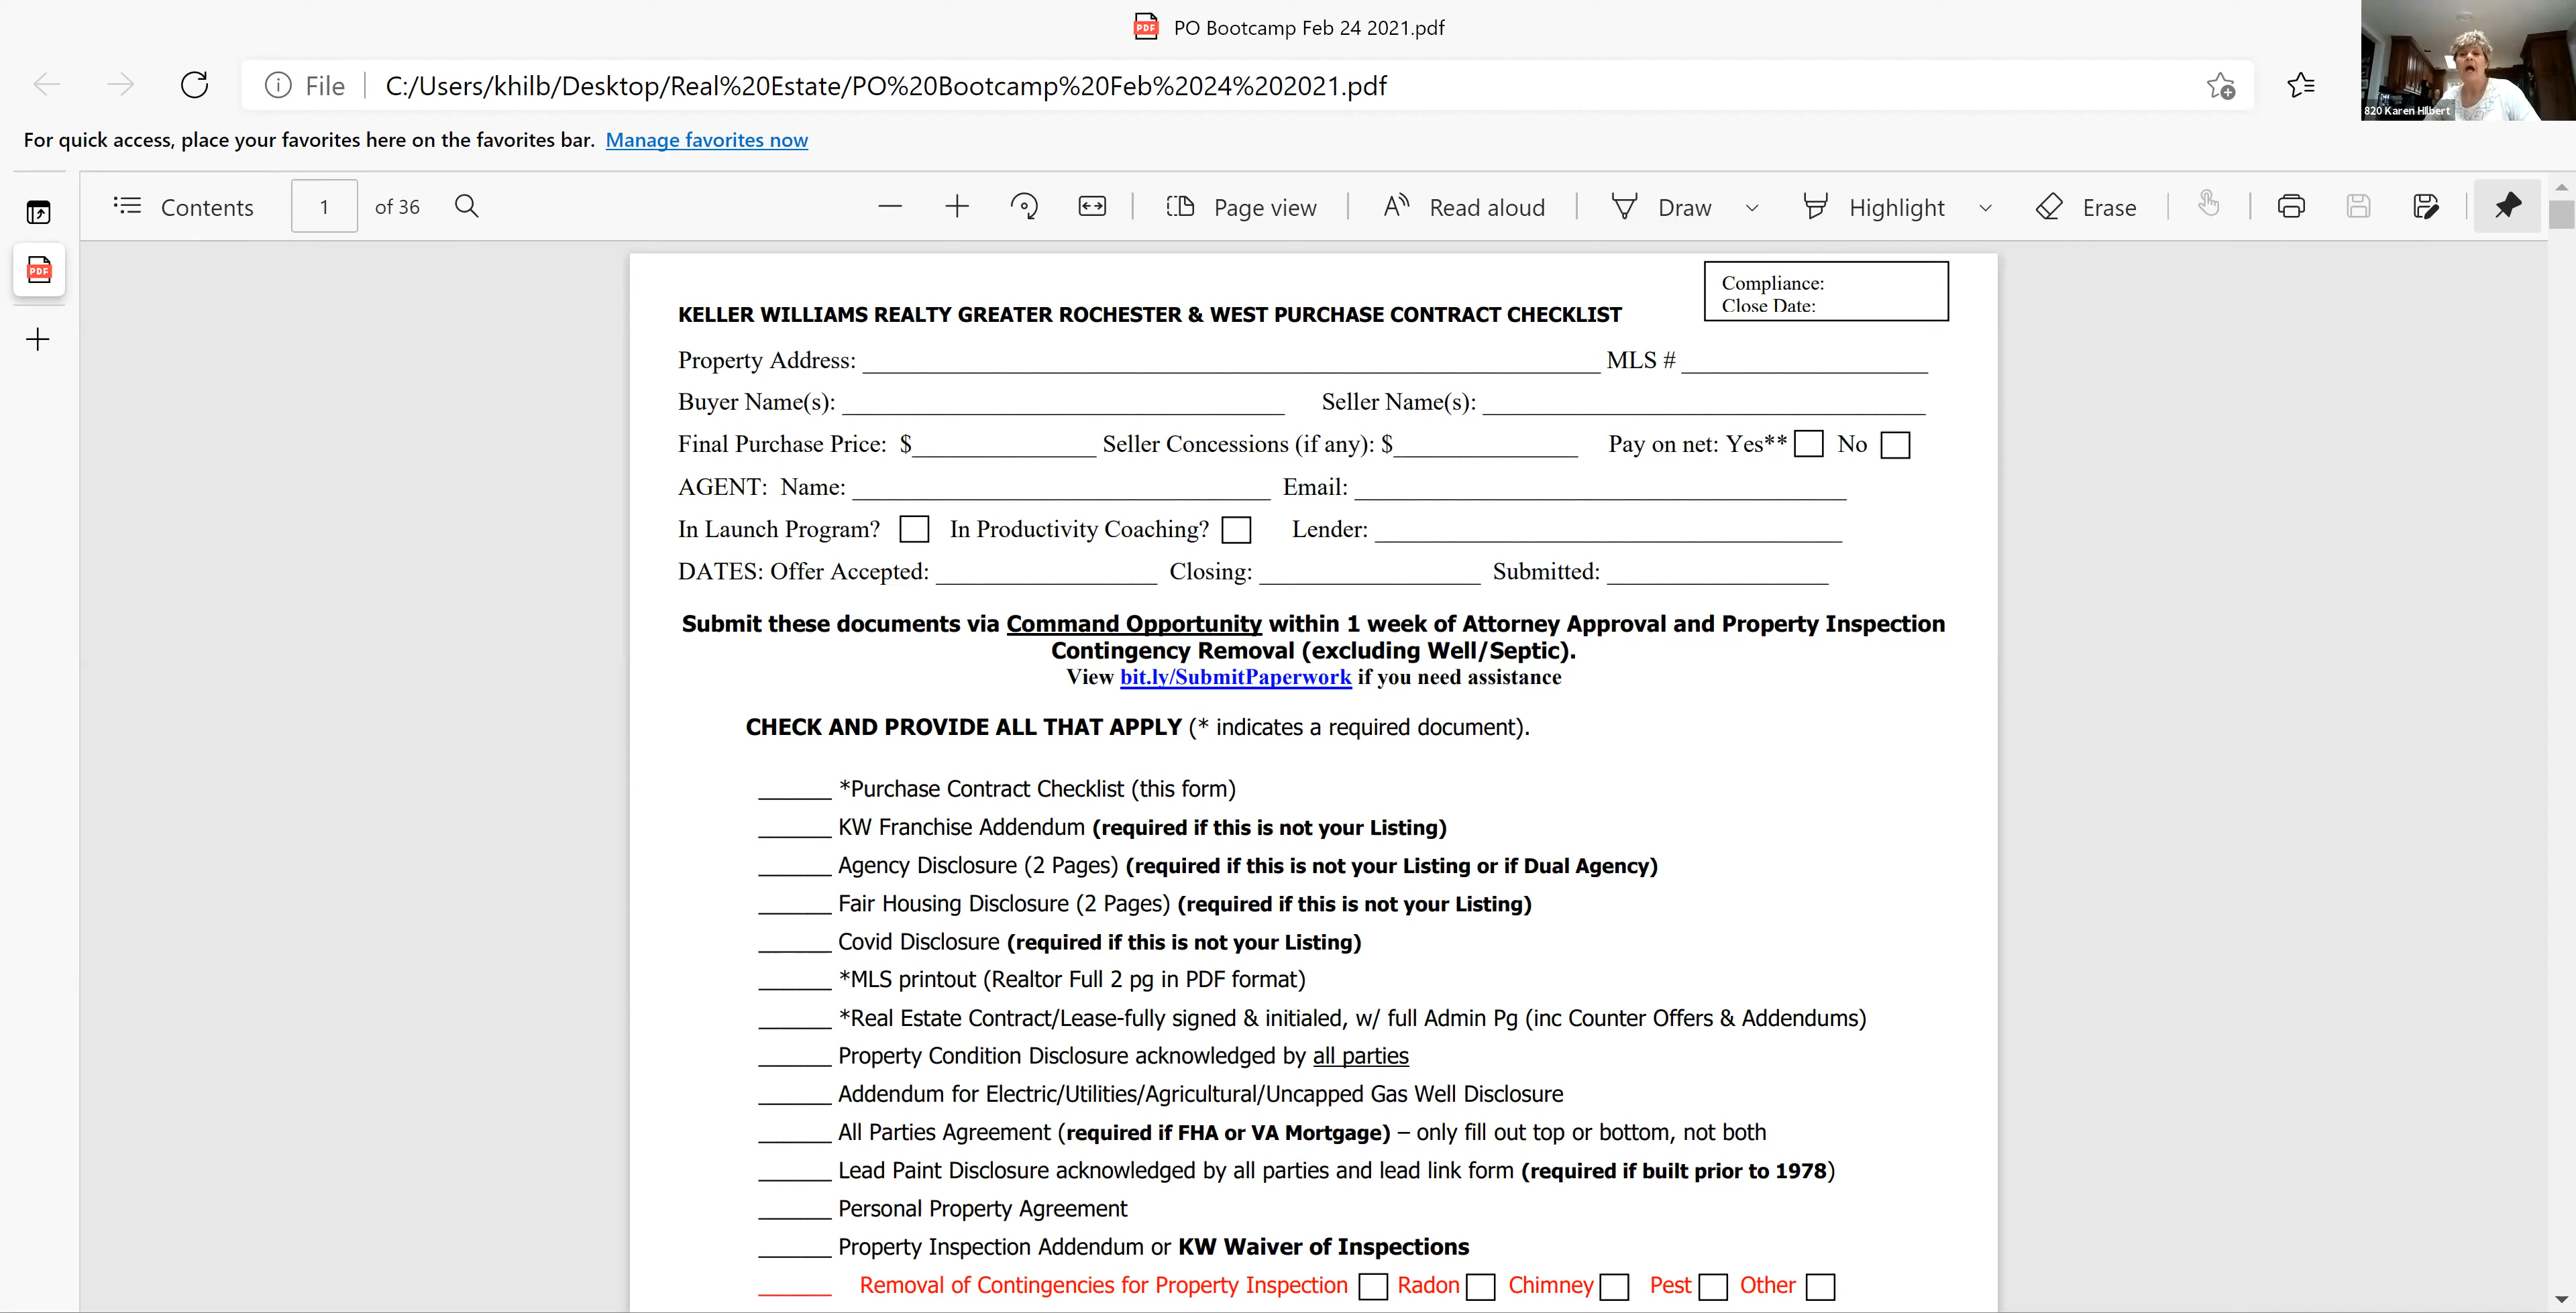 PO Bootcamp Feb 24 2021.pdf
File
C:/Users/khilb/Desktop/Real%20Estate/PO%20Bootcamp%20Feb%2024%202021.pdf
820 Karen Hilbert
For quick access, place your favorites here on the favorites bar. Manage favorites now
Contents 1 of 36 Page view Read aloud Draw Highlight Erase
Compliance:
Close Date:
KELLER WILLIAMS REALTY GREATER ROCHESTER & WEST PURCHASE CONTRACT CHECKLIST
Property Address: MLS #
Buyer Name(s): Seller Name(s):
Final Purchase Price: $ Seller Concessions (if any): $ Pay on net: Yes** No
AGENT: Name: Email:
In Launch Program? In Productivity Coaching? Lender:
DATES: Offer Accepted: Closing: Submitted:
Submit these documents via Command Opportunity within 1 week of Attorney Approval and Property Inspection
Contingency Removal (excluding Well/Septic).
View bit.ly/SubmitPaperwork if you need assistance
CHECK AND PROVIDE ALL THAT APPLY (* indicates a required document).
*Purchase Contract Checklist (this form)
KW Franchise Addendum (required if this is not your Listing)
Agency Disclosure (2 Pages) (required if this is not your Listing or if Dual Agency)
Fair Housing Disclosure (2 Pages) (required if this is not your Listing)
Covid Disclosure (required if this is not your Listing)
*MLS printout (Realtor Full 2 pg in PDF format)
*Real Estate Contract/Lease-fully signed & initialed, w/ full Admin Pg (inc Counter Offers & Addendums)
Property Condition Disclosure acknowledged by all parties
Addendum for Electric/Utilities/Agricultural/Uncapped Gas Well Disclosure
All Parties Agreement (required if FHA or VA Mortgage) – only fill out top or bottom, not both
Lead Paint Disclosure acknowledged by all parties and lead link form (required if built prior to 1978)
Personal Property Agreement
Property Inspection Addendum or KW Waiver of Inspections
Removal of Contingencies for Property Inspection Radon Chimney Pest Other